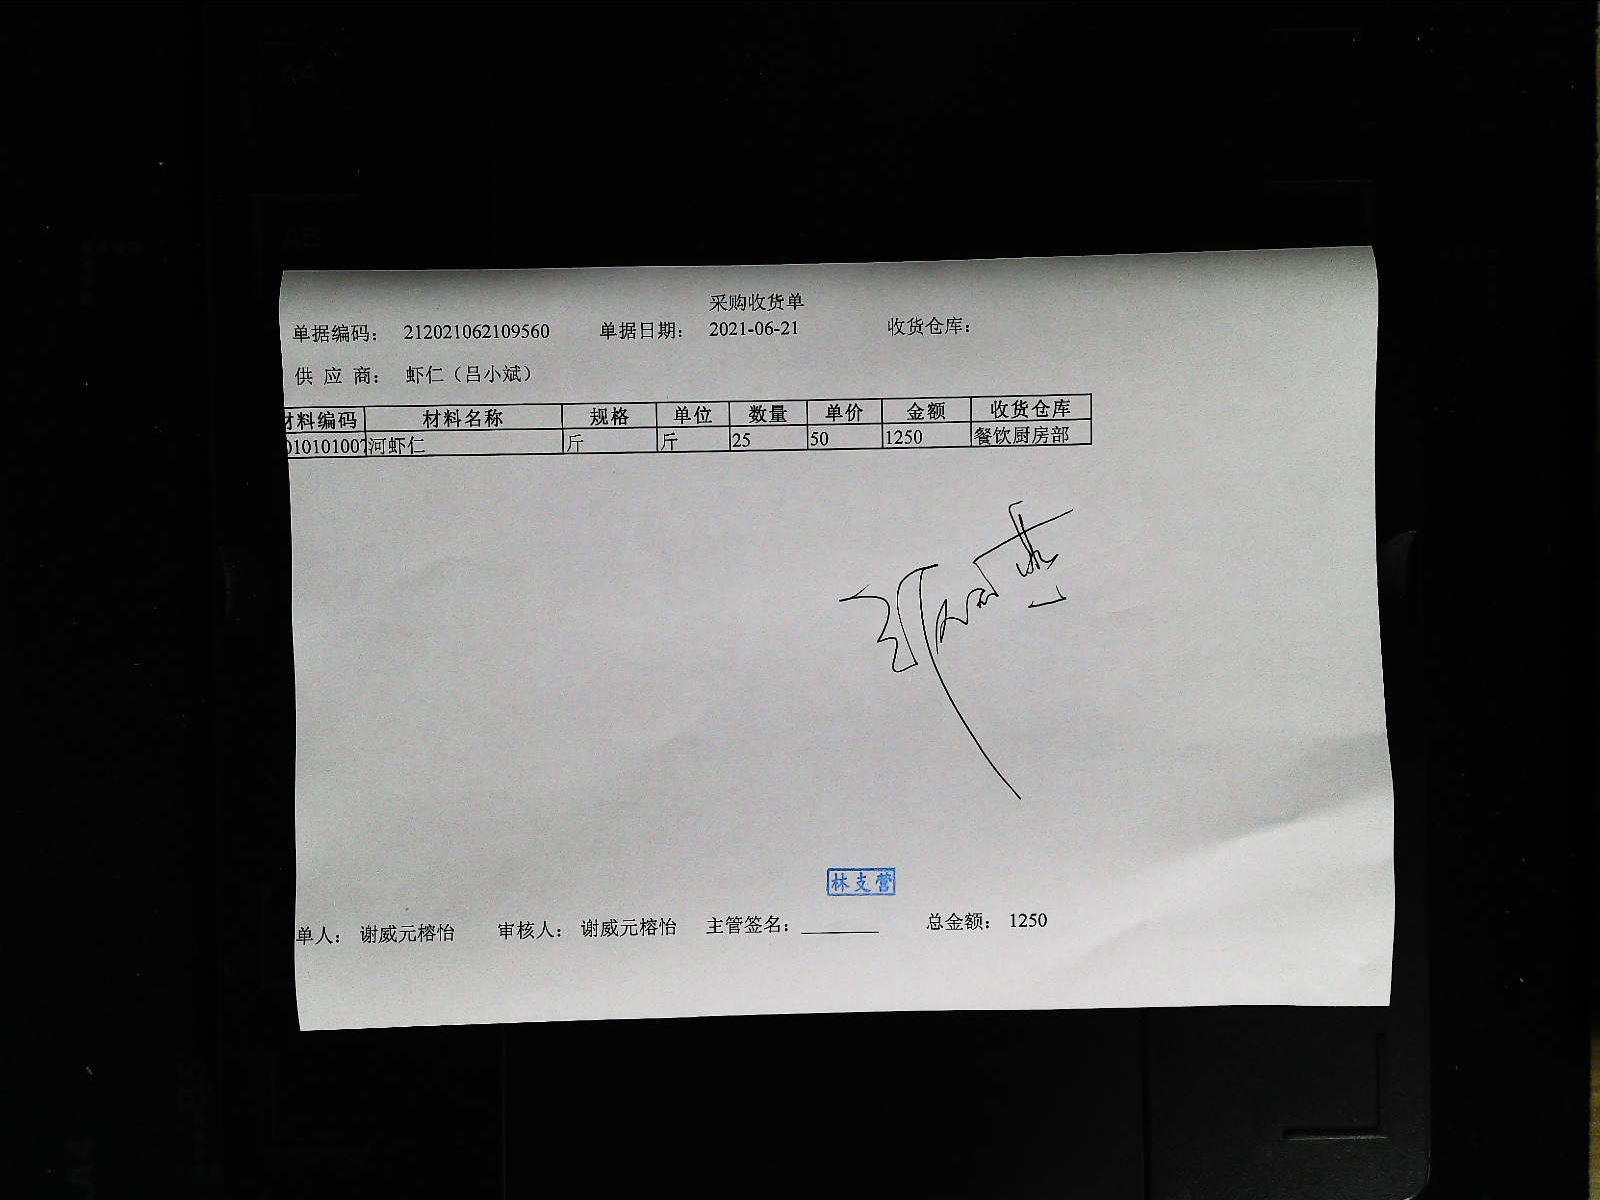 采购收货单
单据编码: 212021062109560 单据日期: 2021-06-21 收货仓库:
供 应 商: 虾仁（吕小斌）
材料编码 材料名称 规格 单位 数量 单价 金额 收货仓库
010101007 河虾仁 斤 斤 25 50 1250 餐饮厨房部
林支营
单人: 谢威元榕怡 审核人: 谢威元榕怡 主管签名: ________ 总金额: 1250